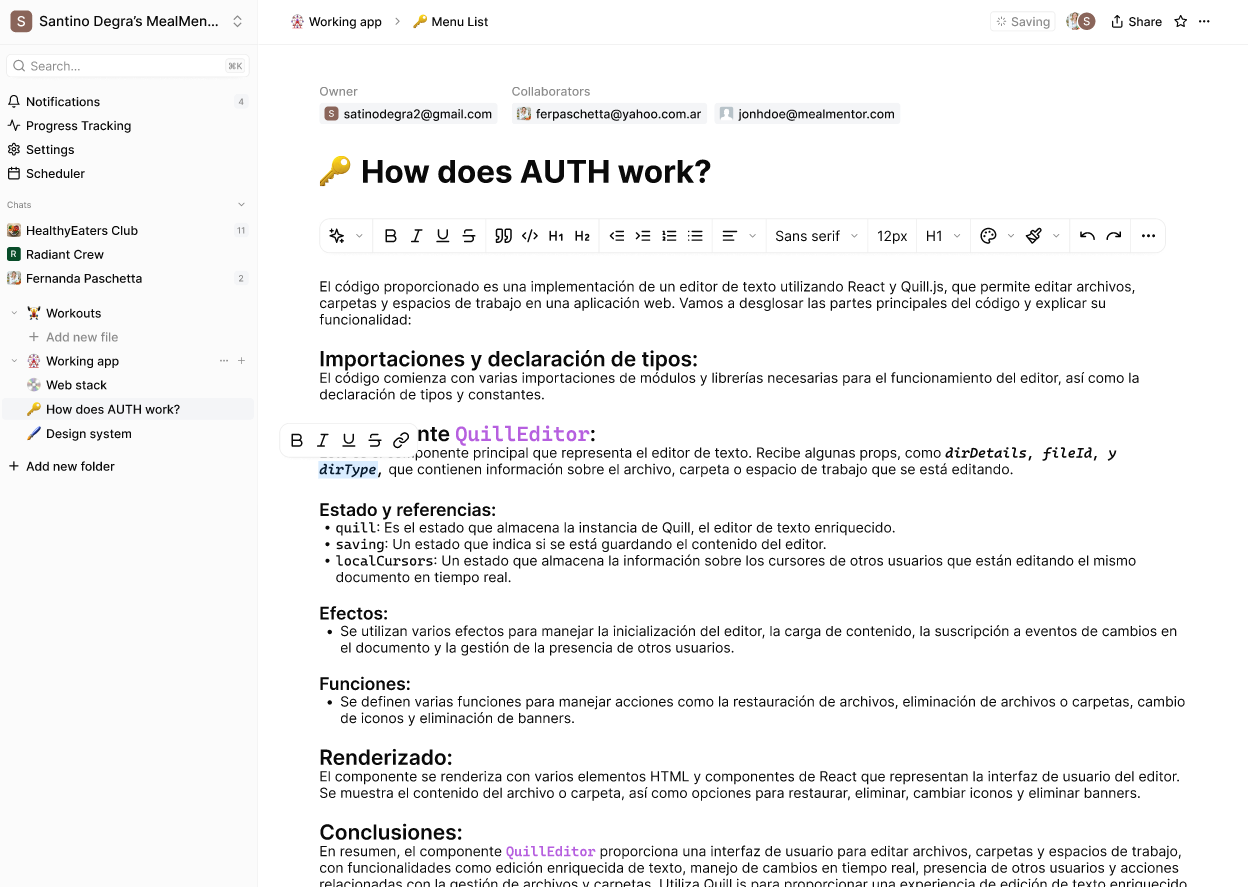 S Santino Degra's MealMen...
Search... ⌘K
Notifications 4
Progress Tracking
Settings
Scheduler
Chats
HealthyEaters Club 11
R Radiant Crew
Fernanda Paschetta 2
Workouts
Add new file
Working app
Web stack
How does AUTH work?
Design system
Add new folder
Working app > Menu List
Saving S Share
Owner Collaborators
S satinodegra2@gmail.com ferpaschetta@yahoo.com.ar jonhdoe@mealmentor.com
How does AUTH work?
B I U S H1 H2 Sans serif 12px H1
El código proporcionado es una implementación de un editor de texto utilizando React y Quill.js, que permite editar archivos,
carpetas y espacios de trabajo en una aplicación web. Vamos a desglosar las partes principales del código y explicar su
funcionalidad:
Importaciones y declaración de tipos:
El código comienza con varias importaciones de módulos y librerías necesarias para el funcionamiento del editor, así como la
declaración de tipos y constantes.
B I U S
nte QuillEditor:
mponente principal que representa el editor de texto. Recibe algunas props, como dirDetails, fileId, y
dirType, que contienen información sobre el archivo, carpeta o espacio de trabajo que se está editando.
Estado y referencias:
• quill: Es el estado que almacena la instancia de Quill, el editor de texto enriquecido.
• saving: Un estado que indica si se está guardando el contenido del editor.
• localCursors: Un estado que almacena la información sobre los cursores de otros usuarios que están editando el mismo
documento en tiempo real.
Efectos:
• Se utilizan varios efectos para manejar la inicialización del editor, la carga de contenido, la suscripción a eventos de cambios en
el documento y la gestión de la presencia de otros usuarios.
Funciones:
• Se definen varias funciones para manejar acciones como la restauración de archivos, eliminación de archivos o carpetas, cambio
de iconos y eliminación de banners.
Renderizado:
El componente se renderiza con varios elementos HTML y componentes de React que representan la interfaz de usuario del editor.
Se muestra el contenido del archivo o carpeta, así como opciones para restaurar, eliminar, cambiar iconos y eliminar banners.
Conclusiones:
En resumen, el componente QuillEditor proporciona una interfaz de usuario para editar archivos, carpetas y espacios de trabajo,
con funcionalidades como edición enriquecida de texto, manejo de cambios en tiempo real, presencia de otros usuarios y acciones
relacionadas con la gestión de archivos y carpetas. Utiliza Quill.js para proporcionar una experiencia de edición de texto enriquecido